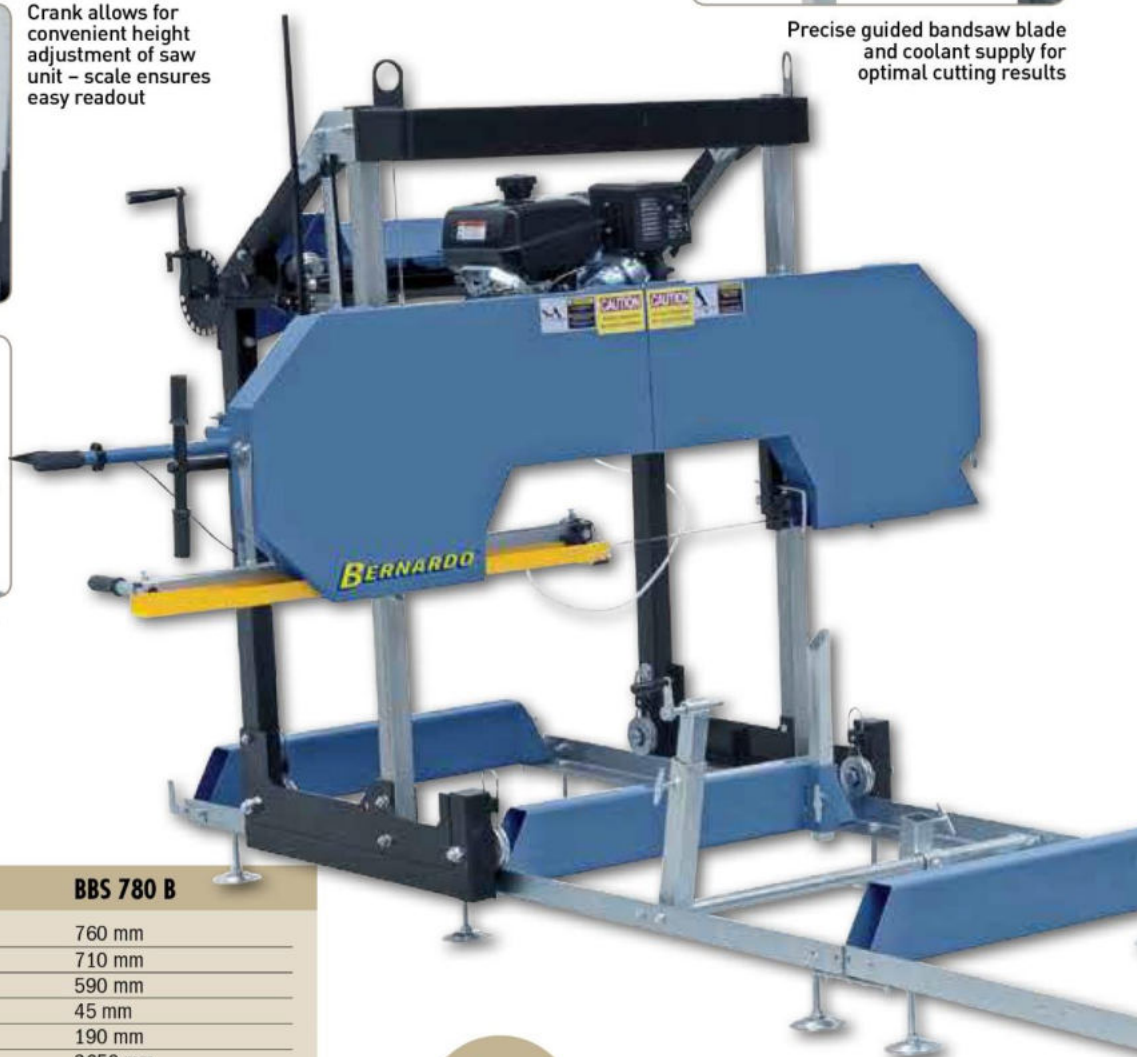 Crank allows for
convenient height
adjustment of saw
unit – scale ensures
easy readout
Precise guided bandsaw blade
and coolant supply for
optimal cutting results
CAUTION CAUTION
BERNARDO
BBS 780 B
760 mm
710 mm
590 mm
45 mm
190 mm